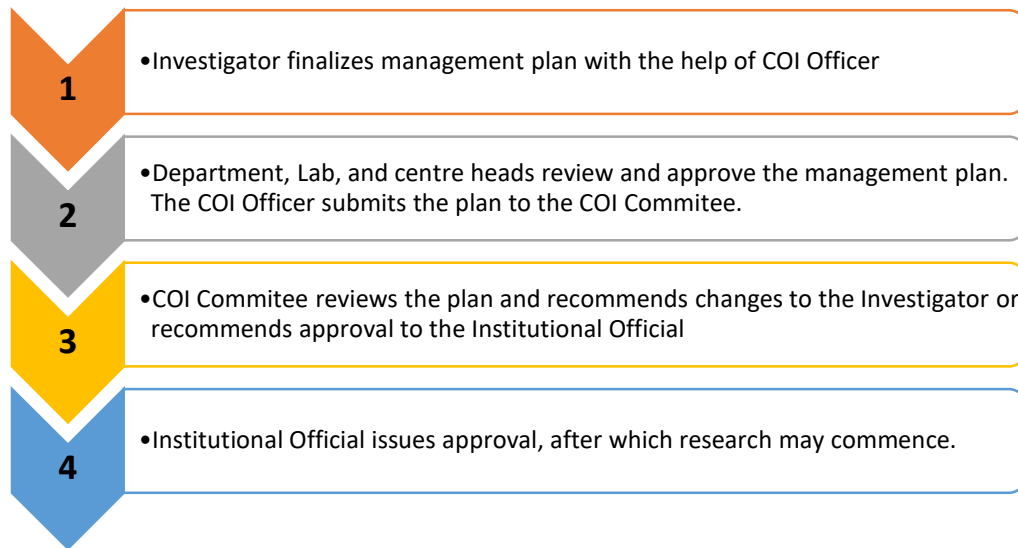 1
•Investigator finalizes management plan with the help of COI Officer
2
•Department, Lab, and centre heads review and approve the management plan.
The COI Officer submits the plan to the COI Commitee.
3
•COI Commitee reviews the plan and recommends changes to the Investigator or
recommends approval to the Institutional Official
4
•Institutional Official issues approval, after which research may commence.